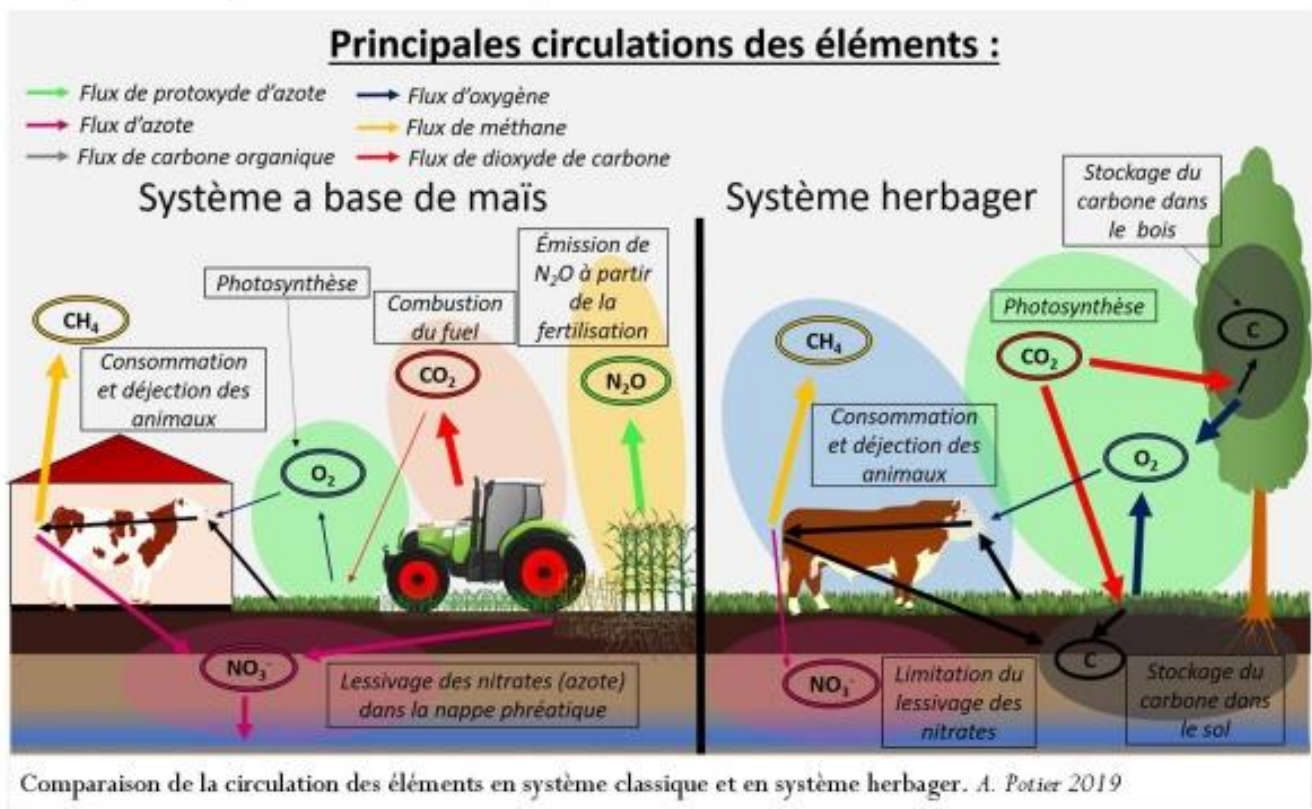 Principales circulations des éléments :
Flux de protoxyde d'azote
Flux d'oxygène
Flux d'azote
Flux de méthane
Flux de carbone organique
Flux de dioxyde de carbone
Système a base de maïs
Système herbager
Stockage du
carbone dans
le bois
Émission de
N₂O à partir
de la
fertilisation
Photosynthèse
Combustion
du fuel
CH₄
Consommation
et déjection des
animaux
CO₂
N₂O
O₂
NO₃⁻
Lessivage des nitrates (azote)
dans la nappe phréatique
Photosynthèse
CH₄
CO₂
C
Consommation
et déjection des
animaux
O₂
C
NO₃⁻
Limitation du
lessivage des
nitrates
Stockage du
carbone dans
le sol
Comparaison de la circulation des éléments en système classique et en système herbager. A. Potier 2019